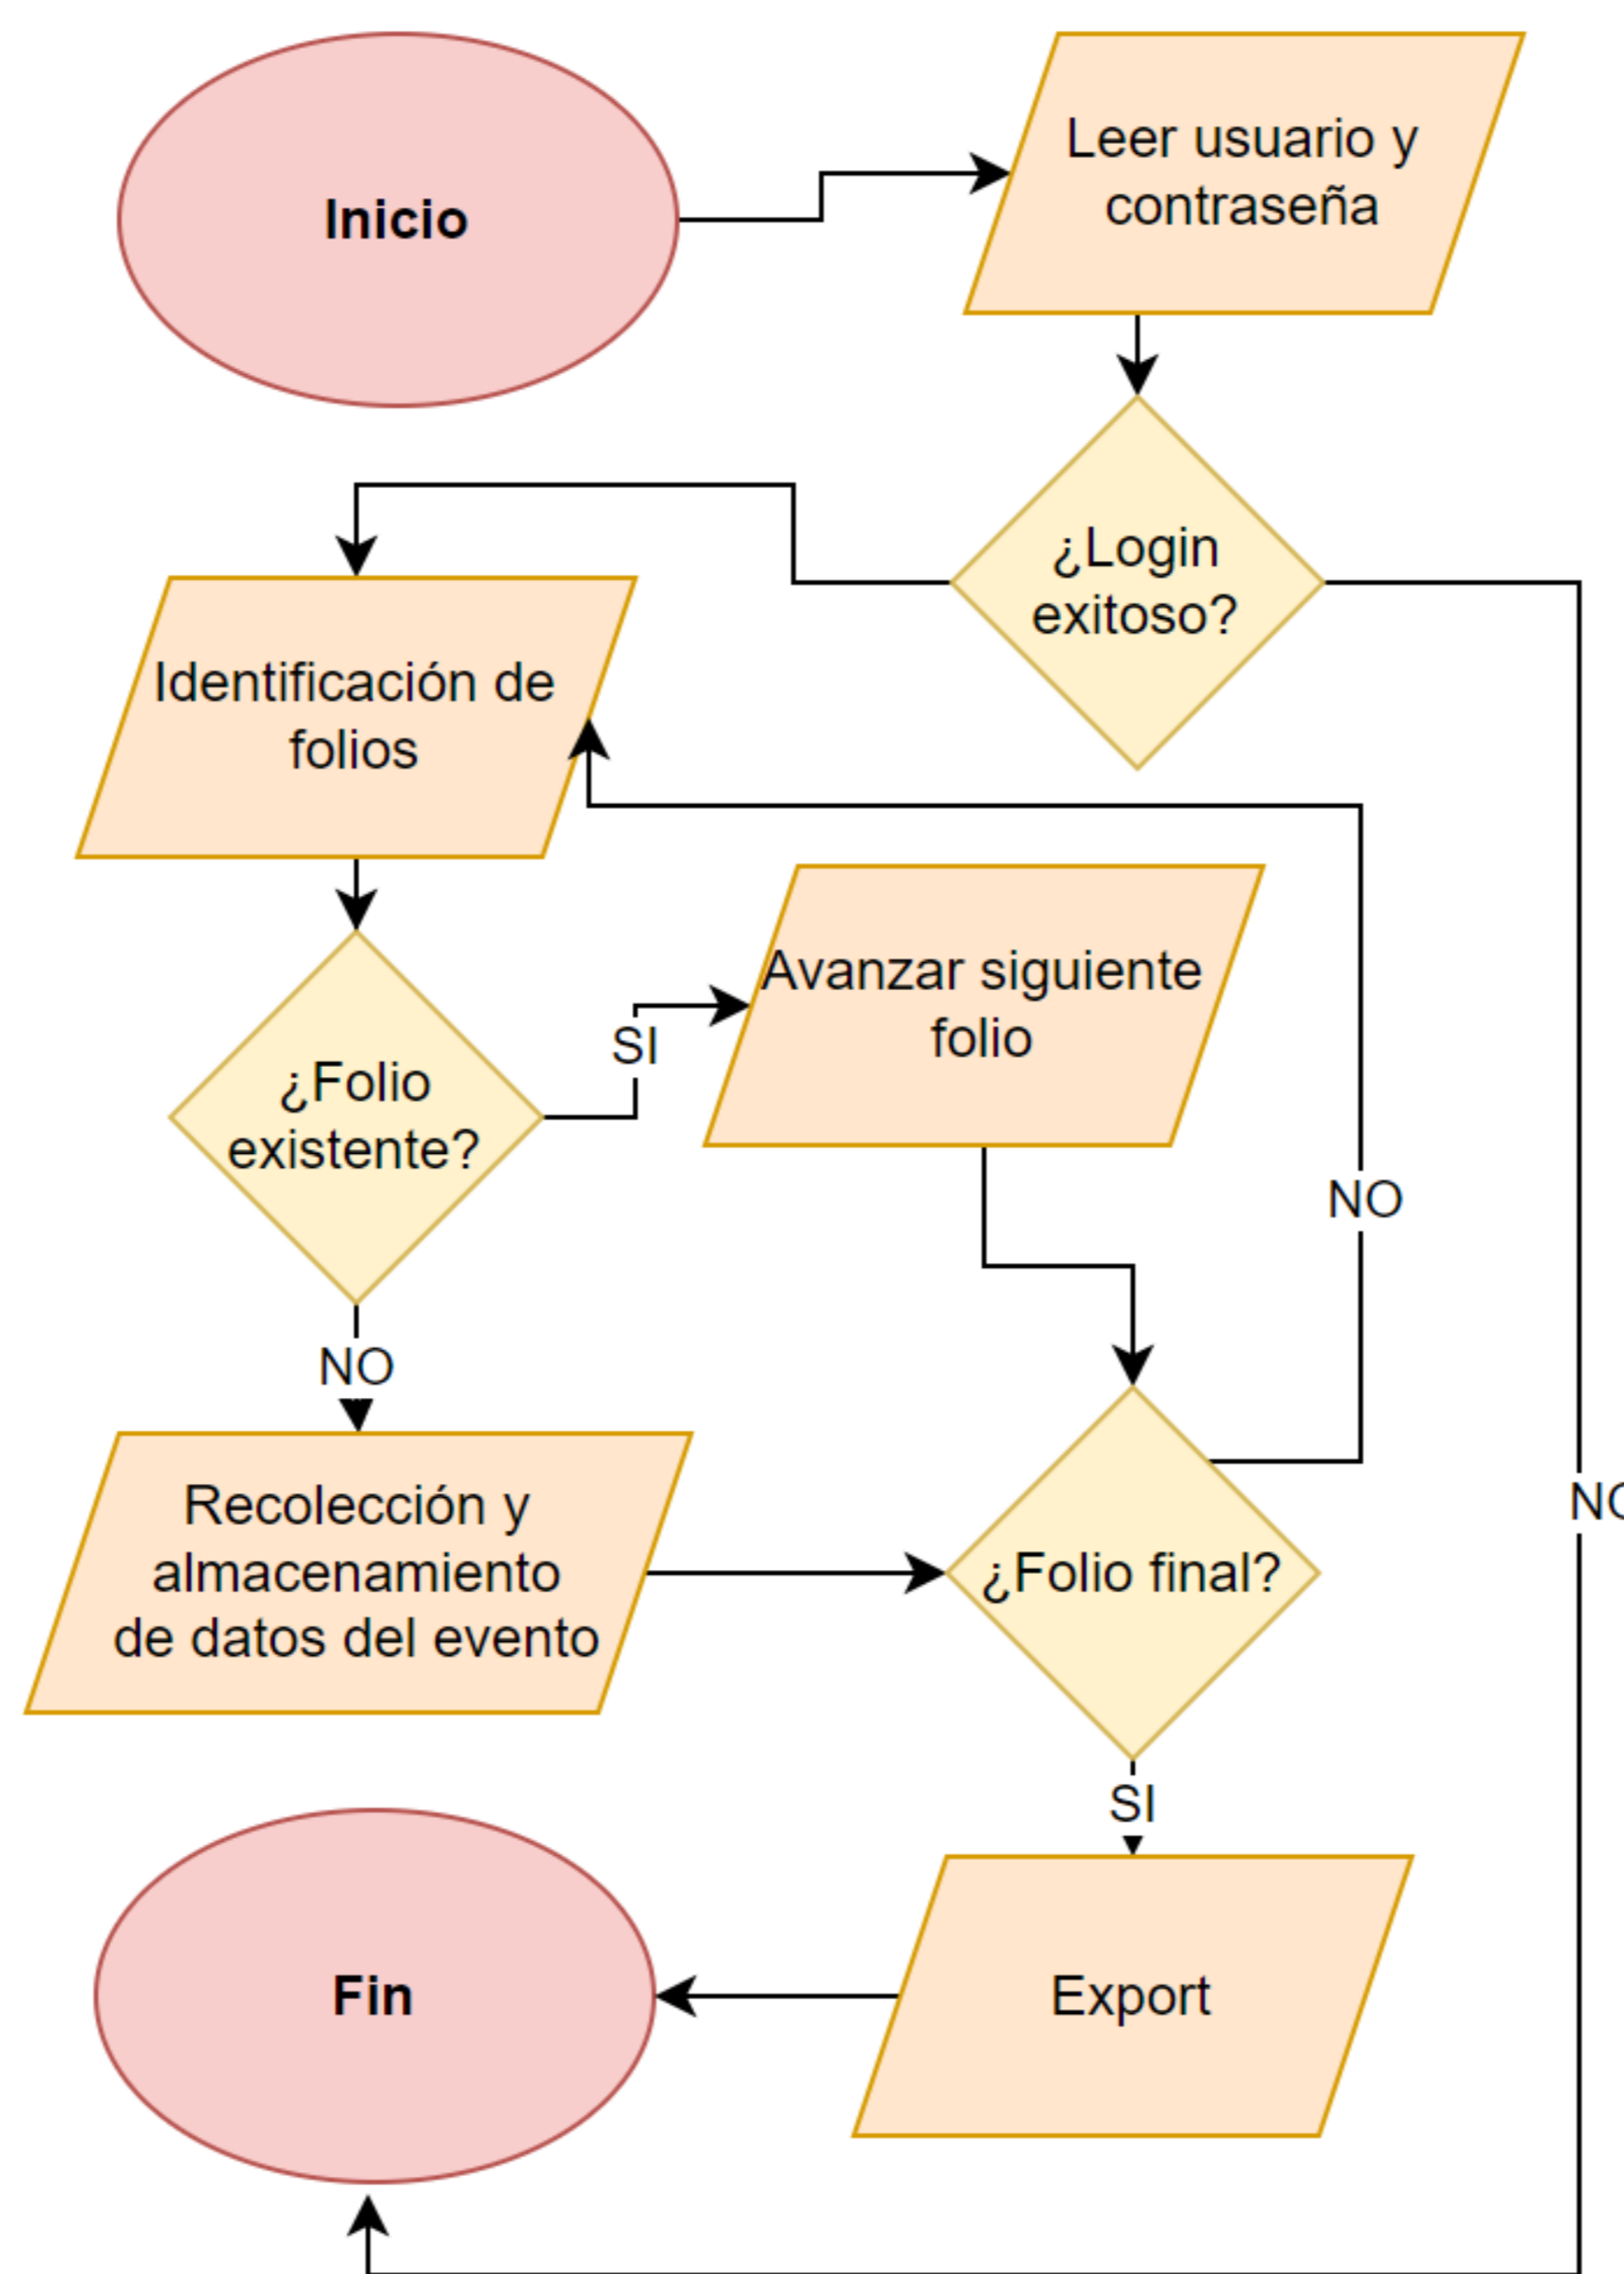 Inicio
Leer usuario y
contraseña
¿Login
exitoso?
Identificación de
folios
Avanzar siguiente
folio
SI
¿Folio
existente?
NO
NO
Recolección y
almacenamiento
de datos del evento
¿Folio final?
NO
SI
Fin
Export